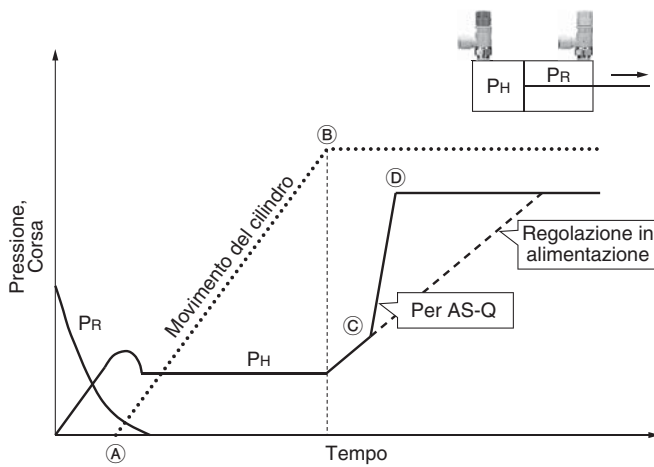 PH
PR
Ⓑ
Ⓓ
Movimento del cilindro
Regolazione in
alimentazione
Pressione,
Corsa
PR
PH
Ⓒ
Per AS-Q
Ⓐ
Tempo